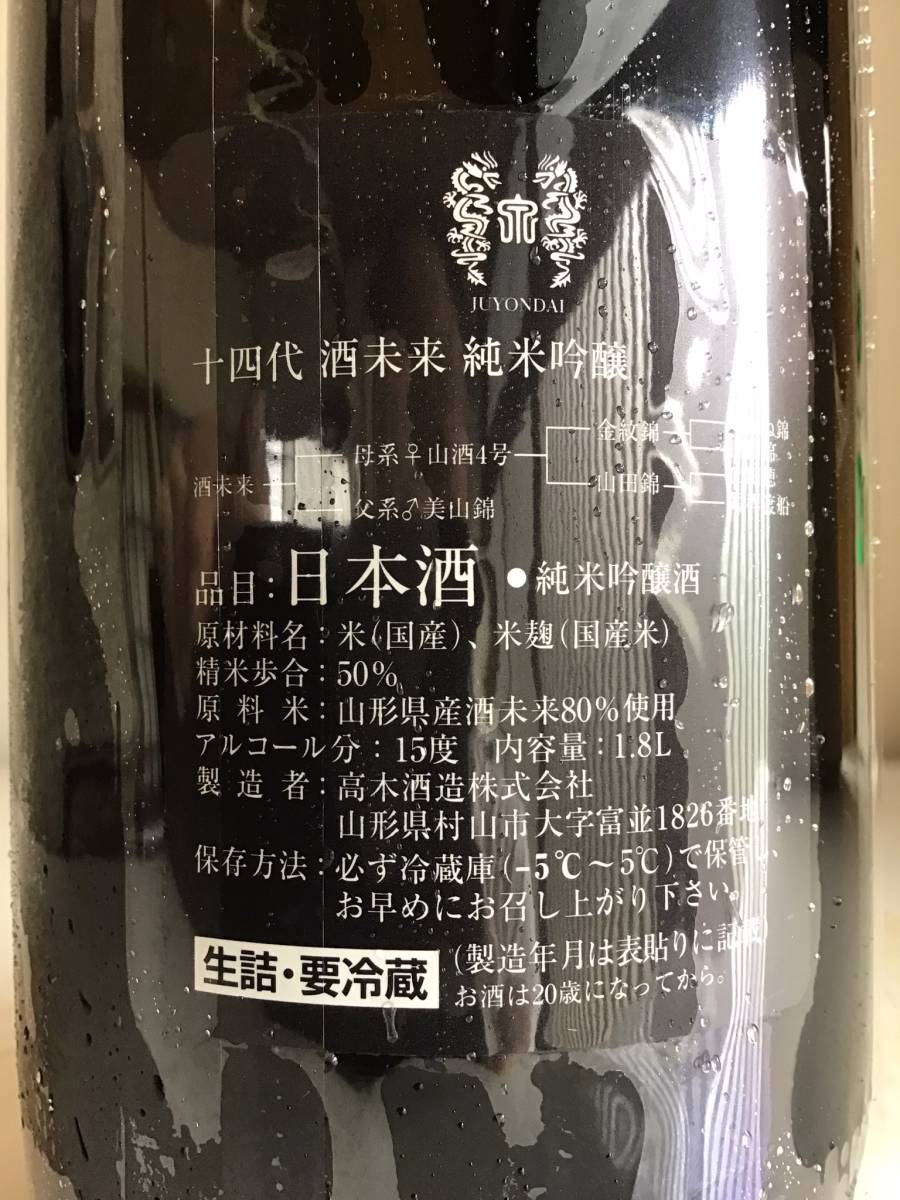 JUYONDAI
十四代 酒未来 純米吟醸
酒未来
母系♀山酒4号
父系♂美山錦
金紋錦
山田錦
品目：日本酒 ● 純米吟醸酒
原材料名：米（国産）、米麹（国産米）
精米歩合：50％
原料米：山形県産酒未来80％使用
アルコール分：15度 内容量：1.8L
製造者：高木酒造株式会社
山形県村山市大字富並1826番地
保存方法：必ず冷蔵庫（-5℃〜5℃）で保管し
お早めにお召し上がり下さい。
生詰・要冷蔵
（製造年月は表貼りに記載）
お酒は20歳になってから。